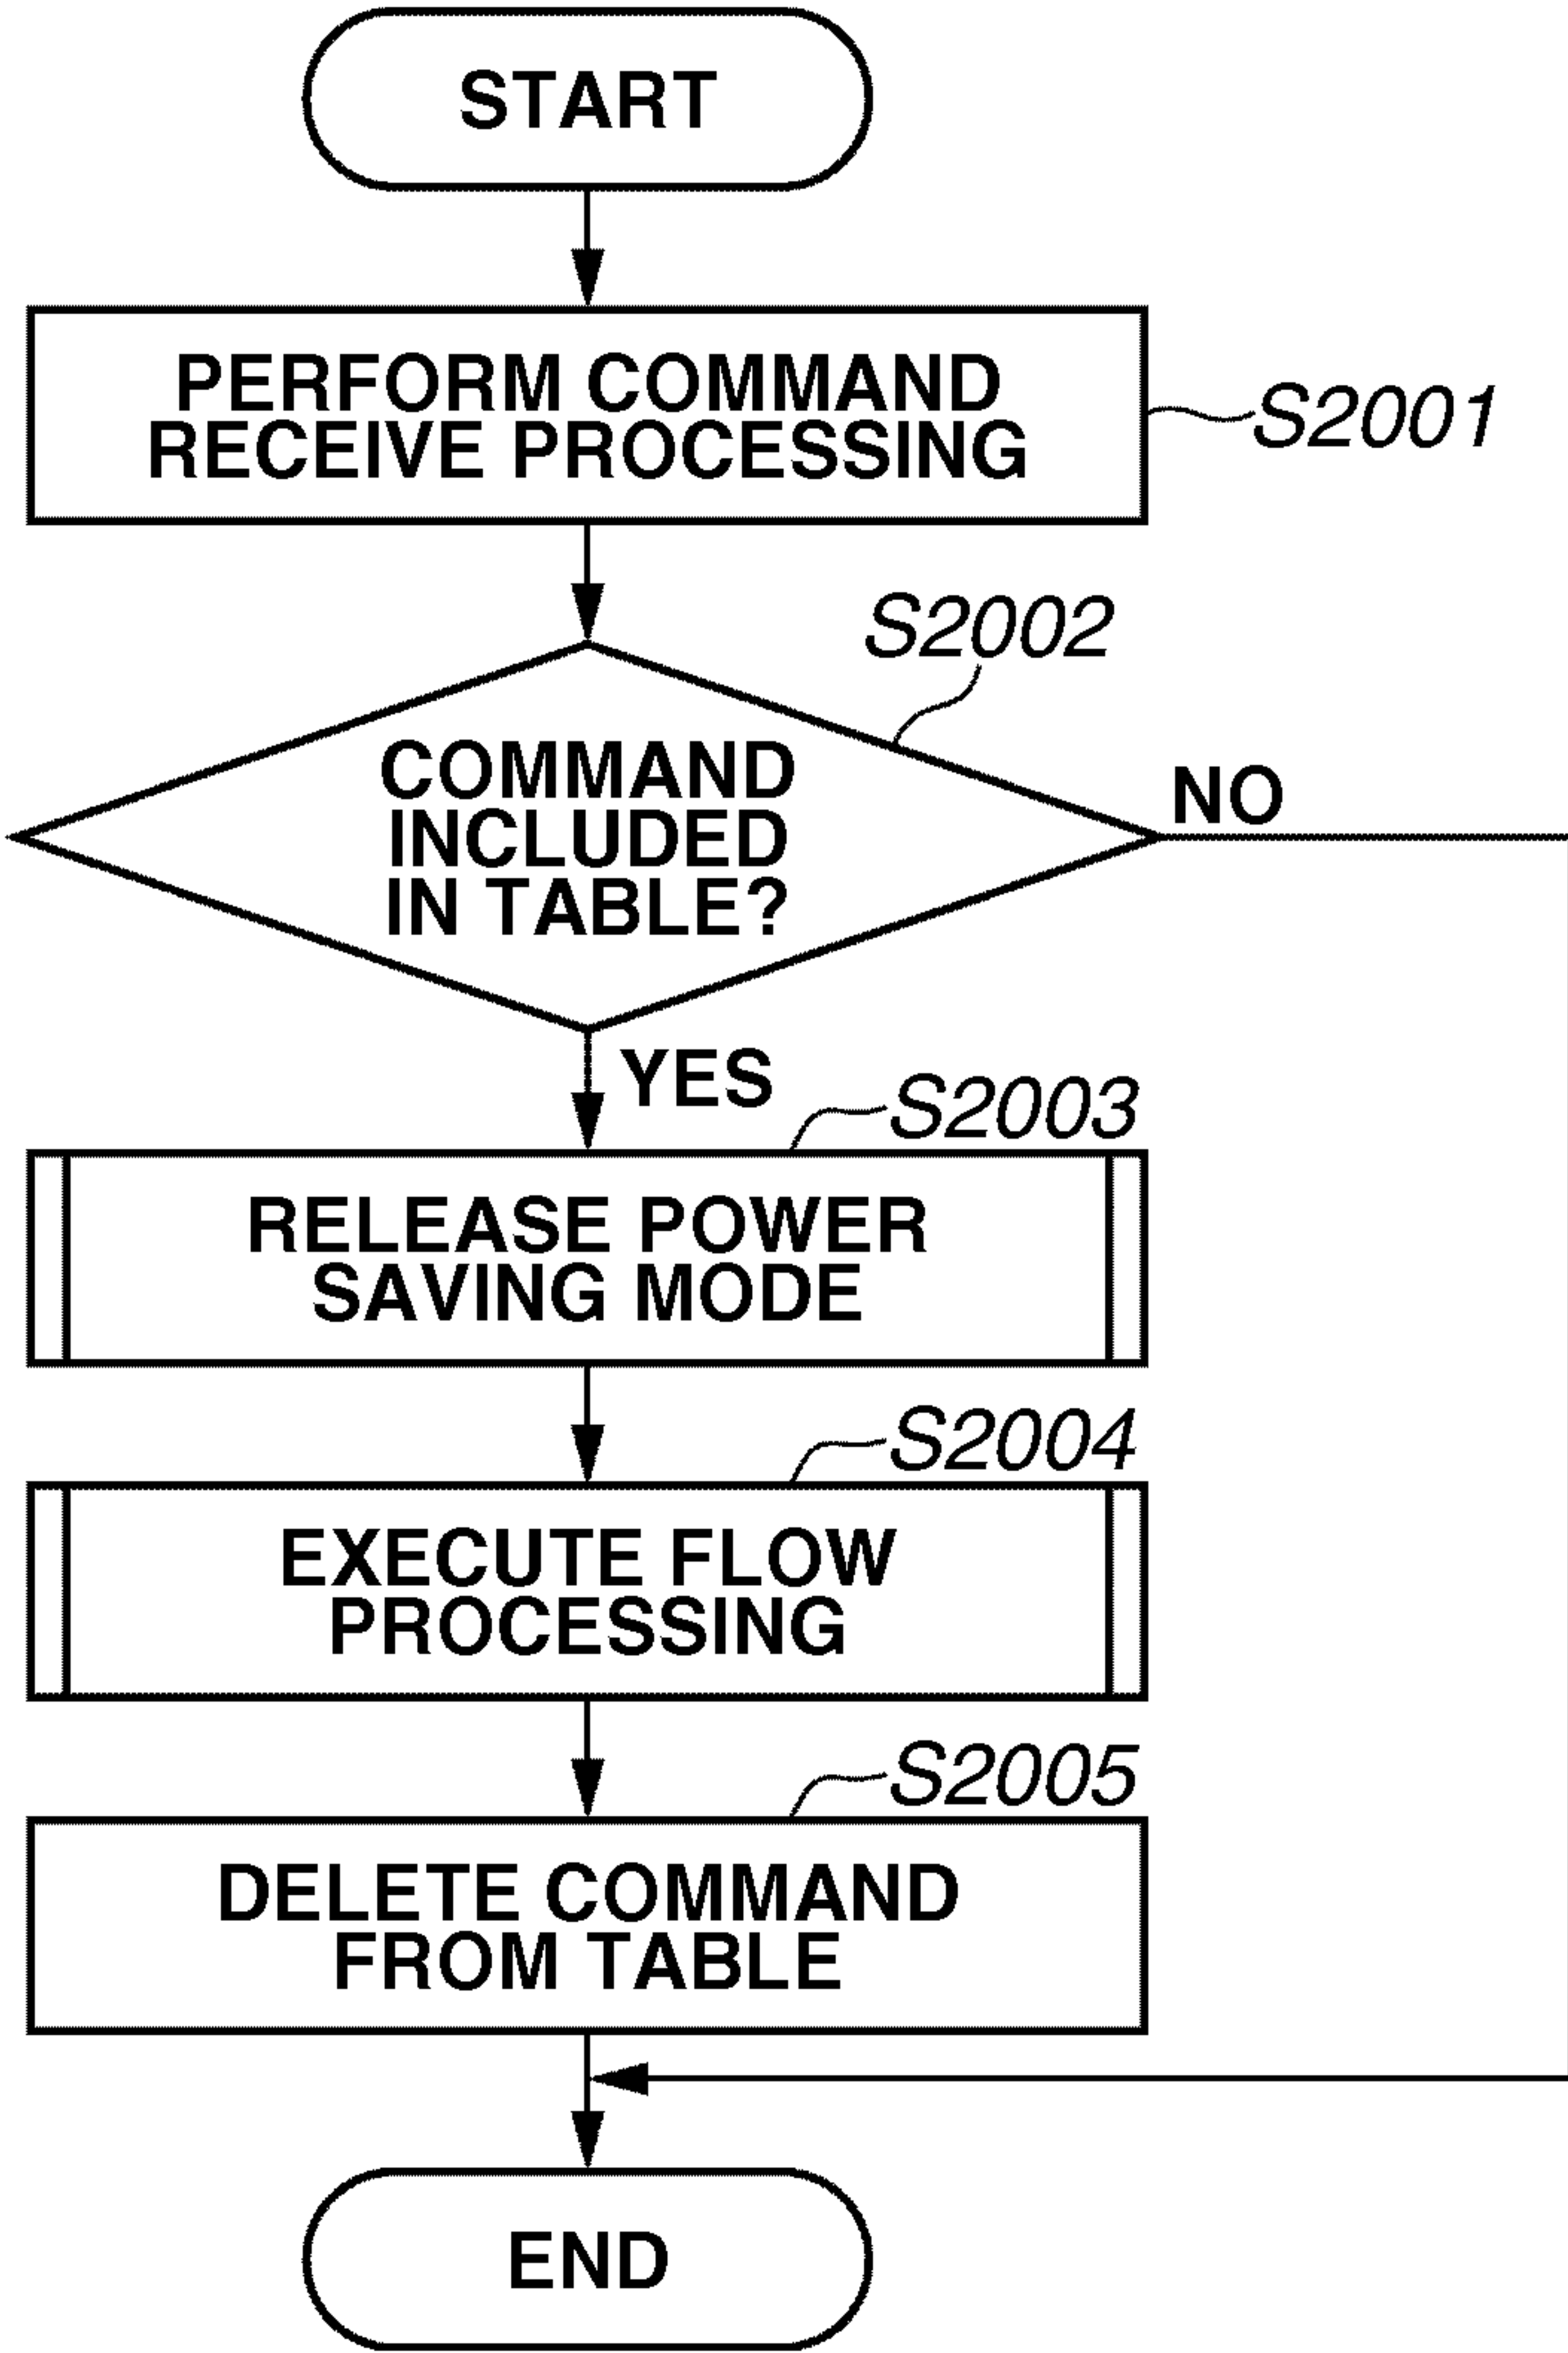 START
PERFORM COMMAND
RECEIVE PROCESSING
S2001
S2002
COMMAND
INCLUDED
IN TABLE?
NO
YES
S2003
RELEASE POWER
SAVING MODE
S2004
EXECUTE FLOW
PROCESSING
S2005
DELETE COMMAND
FROM TABLE
END